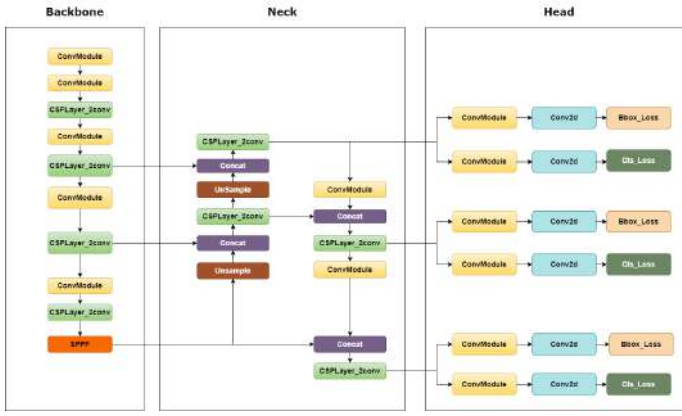 Backbone
Neck
Head
ConvModule
ConvModule
CSPLayer_2conv
ConvModule
CSPLayer_2conv
ConvModule
CSPLayer_2conv
ConvModule
CSPLayer_2conv
SPPF
CSPLayer_2conv
Concat
UnSample
CSPLayer_2conv
Concat
Unsample
ConvModule
Concat
CSPLayer_2conv
ConvModule
Concat
CSPLayer_2conv
ConvModule Conv2d Bbox_Loss
ConvModule Conv2d Cls_Loss
ConvModule Conv2d Bbox_Loss
ConvModule Conv2d Cls_Loss
ConvModule Conv2d Bbox_Loss
ConvModule Conv2d Cls_Loss